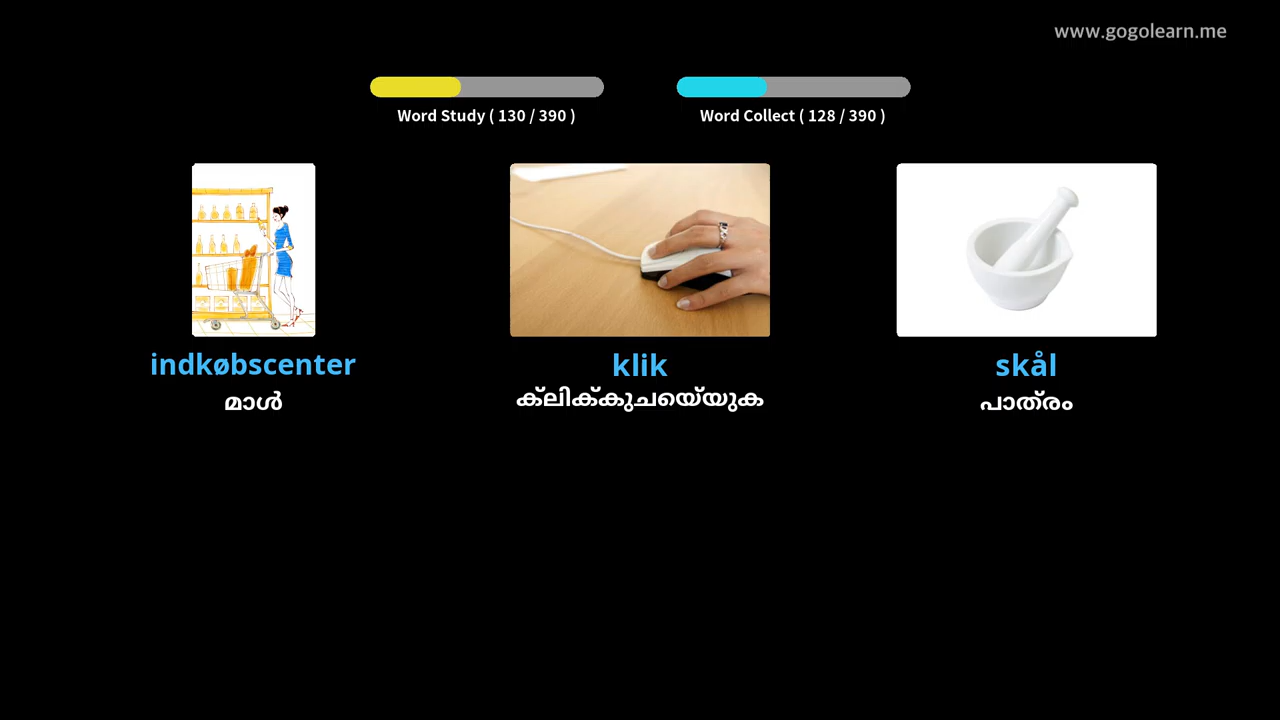 www.gogolearn.me
Word Study ( 130 / 390 )
Word Collect ( 128 / 390 )
indkøbscenter
മാൾ
klik
ക്ലിക്കുചെയ്യുക
skål
പാത്രം